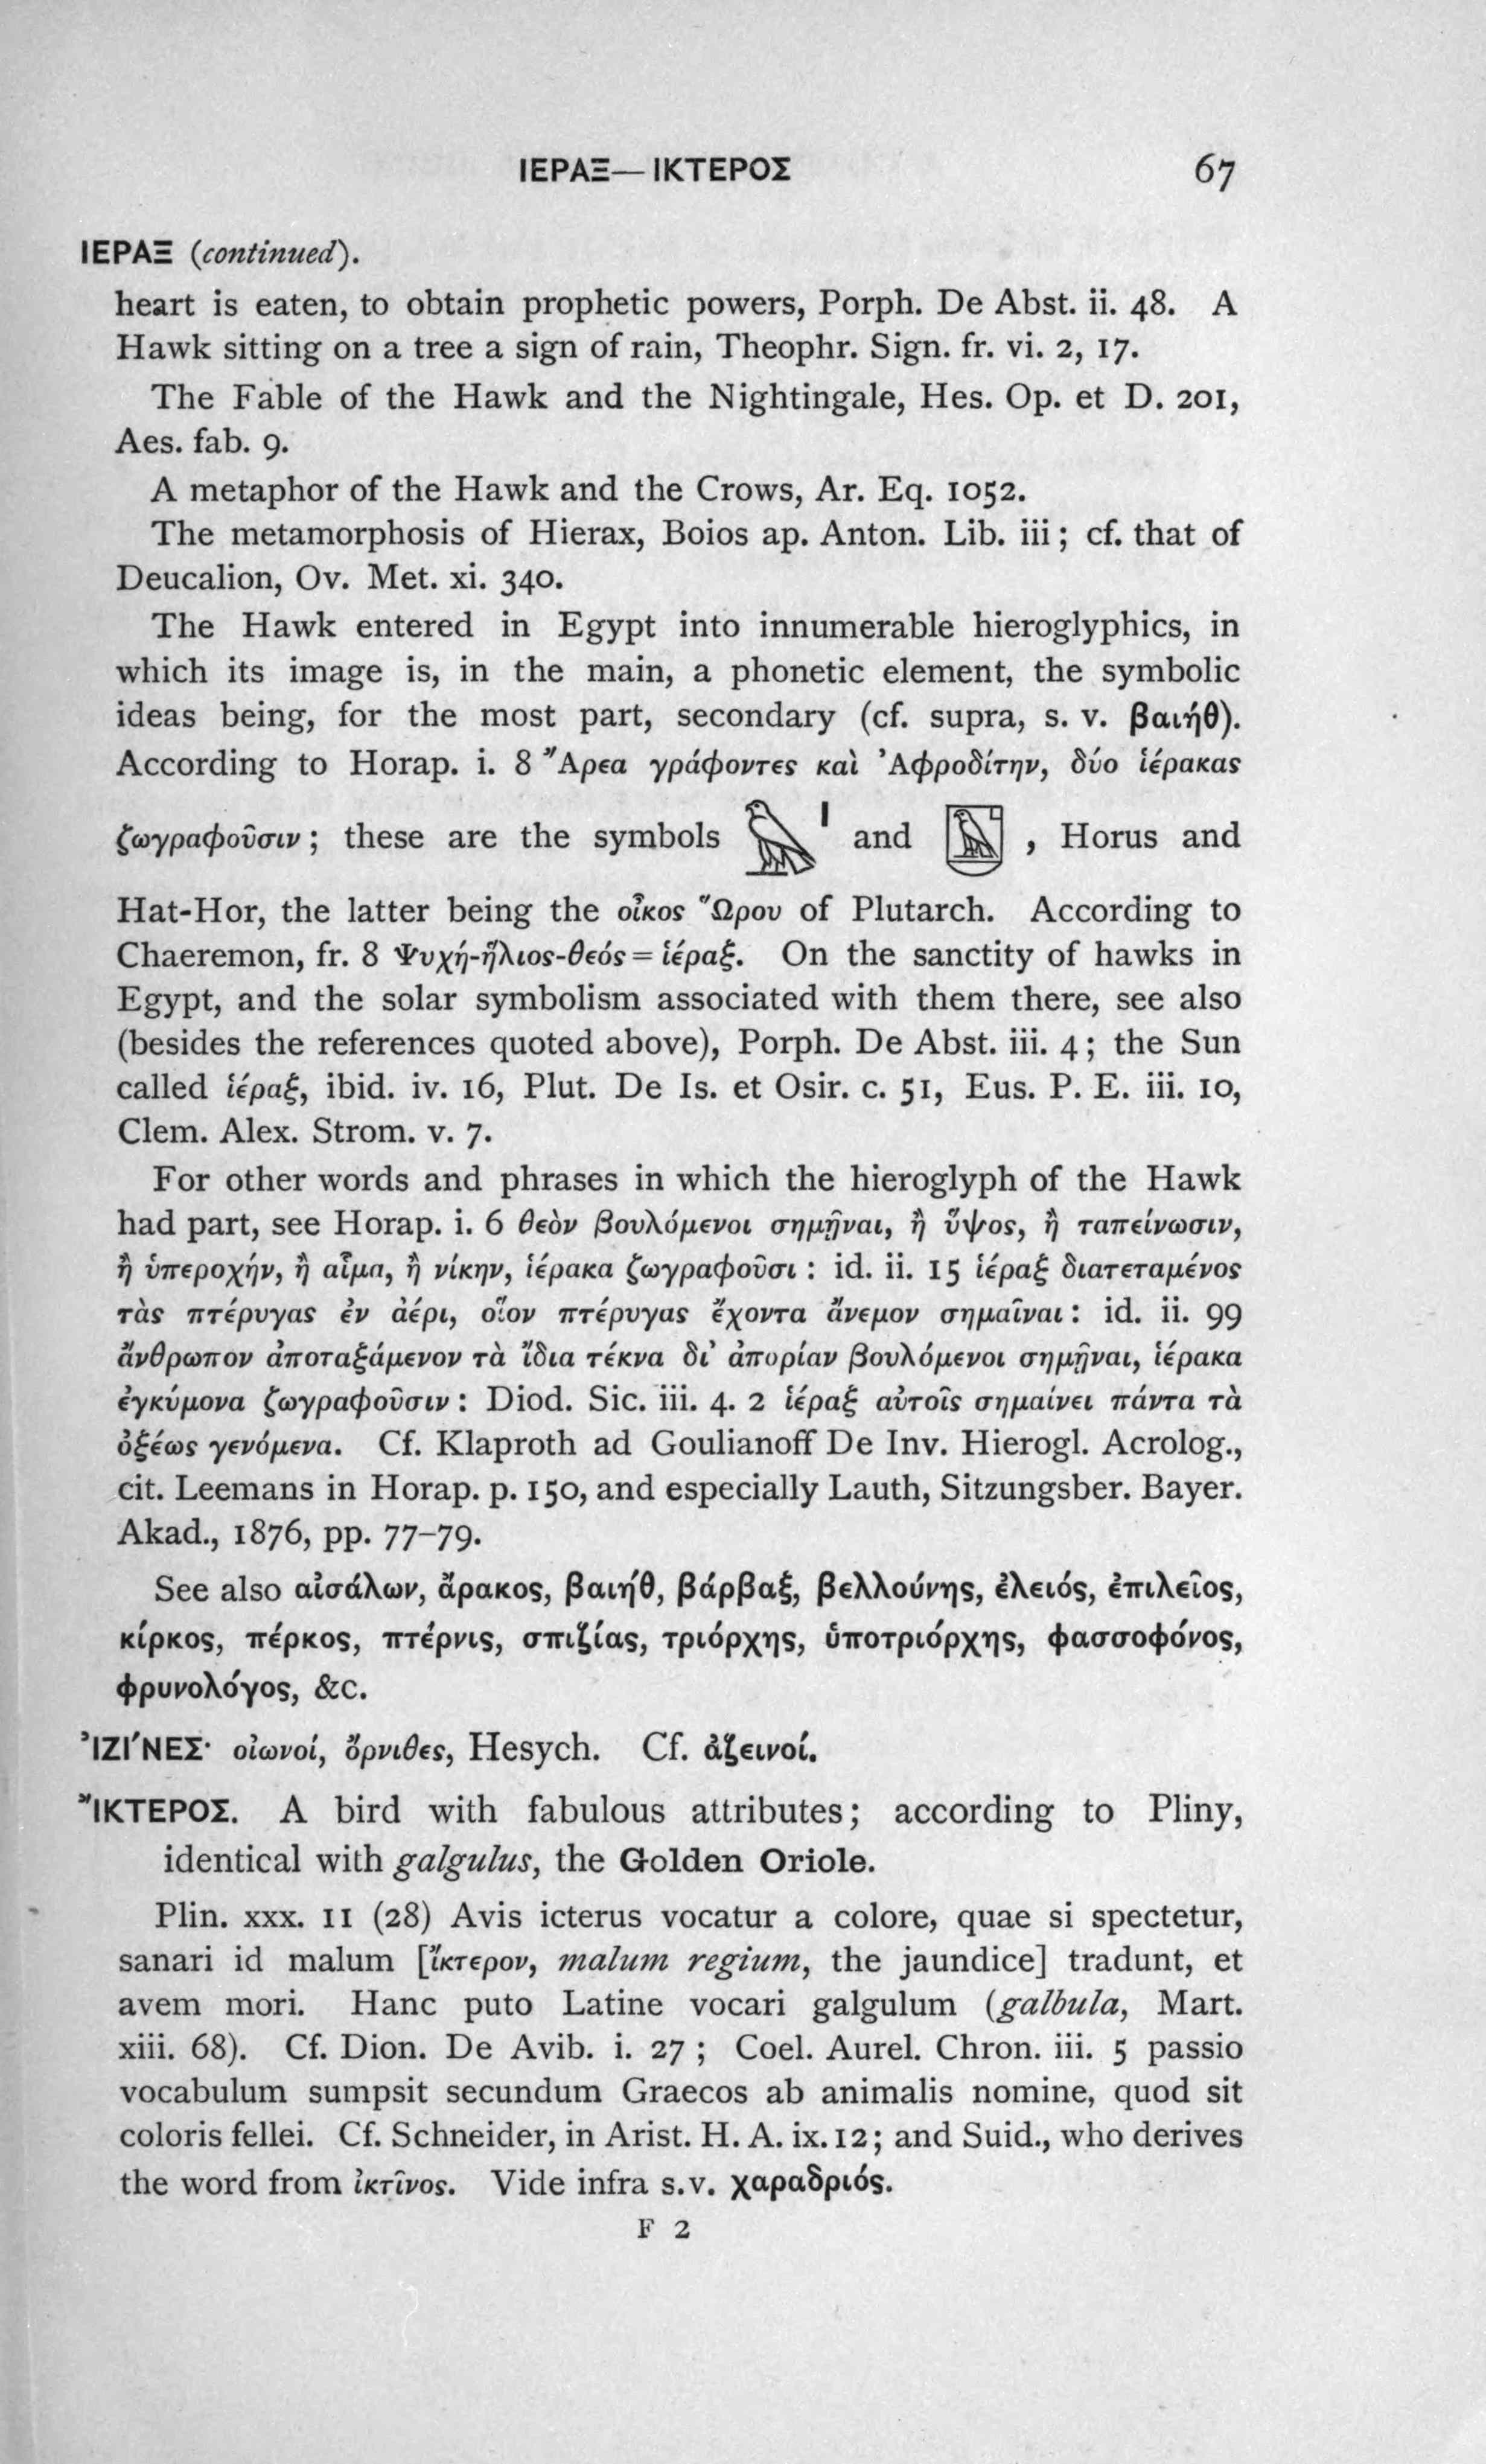 ΙΕΡΑΞ—ΙΚΤΕΡΟΣ 67
ΙΕΡΑΞ (continued).
heart is eaten, to obtain prophetic powers, Porph. De Abst. ii. 48. A
Hawk sitting on a tree a sign of rain, Theophr. Sign. fr. vi. 2, 17.
The Fable of the Hawk and the Nightingale, Hes. Op. et D. 201,
Aes. fab. 9.
A metaphor of the Hawk and the Crows, Ar. Eq. 1052.
The metamorphosis of Hierax, Boios ap. Anton. Lib. iii; cf. that of
Deucalion, Ov. Met. xi. 340.
The Hawk entered in Egypt into innumerable hieroglyphics, in
which its image is, in the main, a phonetic element, the symbolic
ideas being, for the most part, secondary (cf. supra, s. v. βαιήθ).
According to Horap. i. 8 Ἄρεα γράφοντες καὶ Ἀφροδίτην, δύο ἱέρακας
ζωγραφοῦσιν; these are the symbols and , Horus and
Hat-Hor, the latter being the οἶκος Ὥρου of Plutarch. According to
Chaeremon, fr. 8 Ψυχή-ἥλιος-θεός = ἱέραξ. On the sanctity of hawks in
Egypt, and the solar symbolism associated with them there, see also
(besides the references quoted above), Porph. De Abst. iii. 4; the Sun
called ἱέραξ, ibid. iv. 16, Plut. De Is. et Osir. c. 51, Eus. P. E. iii. 10,
Clem. Alex. Strom. v. 7.
For other words and phrases in which the hieroglyph of the Hawk
had part, see Horap. i. 6 θεὸν βουλόμενοι σημῆναι, ἢ ὕψος, ἢ ταπείνωσιν,
ἢ ὑπεροχήν, ἢ αἷμα, ἢ νίκην, ἱέρακα ζωγραφοῦσι: id. ii. 15 ἱέραξ διατεταμένος
τὰς πτέρυγας ἐν ἀέρι, οἷον πτέρυγας ἔχοντα ἄνεμον σημαῖναι: id. ii. 99
ἄνθρωπον ἀποταξάμενον τὰ ἴδια τέκνα δι' ἀπορίαν βουλόμενοι σημῆναι, ἱέρακα
ἐγκύμονα ζωγραφοῦσιν: Diod. Sic. iii. 4. 2 ἱέραξ αὐτοῖς σημαίνει πάντα τὰ
ὀξέως γενόμενα. Cf. Klaproth ad Goulianoff De Inv. Hierogl. Acrolog.,
cit. Leemans in Horap. p. 150, and especially Lauth, Sitzungsber. Bayer.
Akad., 1876, pp. 77–79.
See also αἰσάλων, ἄρακος, βαιήθ, βάρβαξ, βελλούνης, ἐλειός, ἐπιλεῖος,
κίρκος, πέρκος, πτέρνις, σπιζίας, τριόρχης, ὑποτριόρχης, φασσοφόνος,
φρυνολόγος, &c.
ἸΖΊΝΕΣ· οἰωνοί, ὄρνιθες, Hesych. Cf. ἀζεινοί.
ἼΚΤΕΡΟΣ. A bird with fabulous attributes; according to Pliny,
identical with galgulus, the Golden Oriole.
Plin. xxx. 11 (28) Avis icterus vocatur a colore, quae si spectetur,
sanari id malum [ἴκτερον, malum regium, the jaundice] tradunt, et
avem mori. Hanc puto Latine vocari galgulum (galbula, Mart.
xiii. 68). Cf. Dion. De Avib. i. 27; Coel. Aurel. Chron. iii. 5 passio
vocabulum sumpsit secundum Graecos ab animalis nomine, quod sit
coloris fellei. Cf. Schneider, in Arist. H. A. ix. 12; and Suid., who derives
the word from ἰκτῖνος. Vide infra s.v. χαραδριός.
F 2